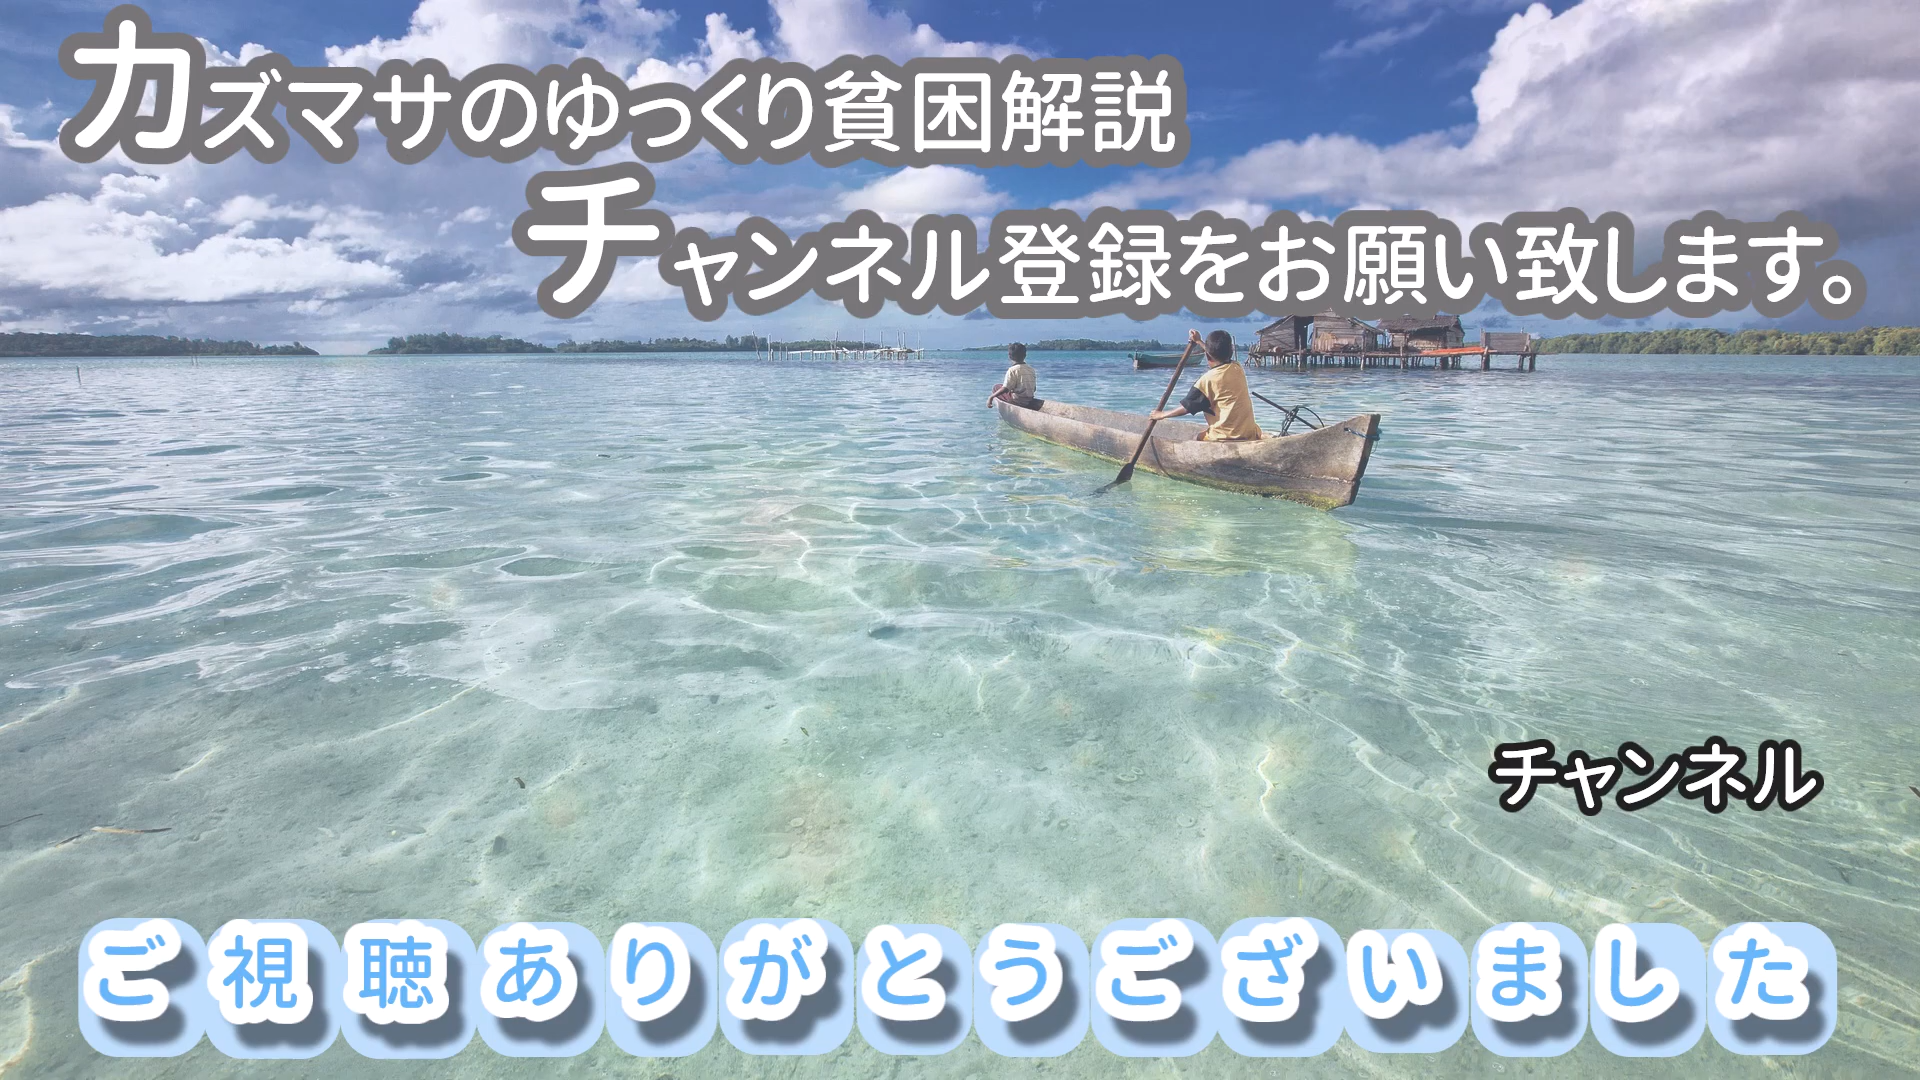 カズマサのゆっくり貧困解説
チャンネル登録をお願い致します。
チャンネル
ご視聴ありがとうございました